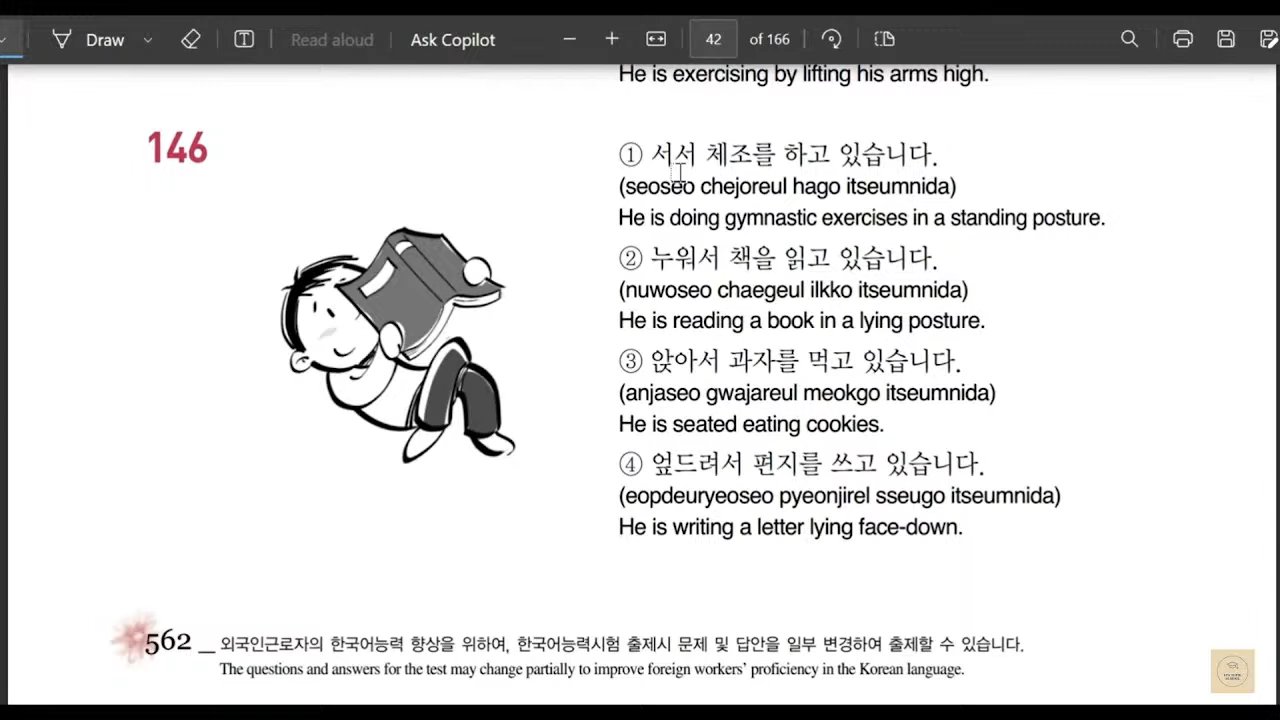 Draw
Read aloud
Ask Copilot
42 of 166
He is exercising by lifting his arms high.
146
① 서서 체조를 하고 있습니다.
(seoseo chejoreul hago itseumnida)
He is doing gymnastic exercises in a standing posture.
② 누워서 책을 읽고 있습니다.
(nuwoseo chaegeul ilkko itseumnida)
He is reading a book in a lying posture.
③ 앉아서 과자를 먹고 있습니다.
(anjaseo gwajareul meokgo itseumnida)
He is seated eating cookies.
④ 엎드려서 편지를 쓰고 있습니다.
(eopdeuryeoseo pyeonjirel sseugo itseumnida)
He is writing a letter lying face-down.
562 _ 외국인근로자의 한국어능력 향상을 위하여, 한국어능력시험 출제시 문제 및 답안을 일부 변경하여 출제할 수 있습니다.
The questions and answers for the test may change partially to improve foreign workers' proficiency in the Korean language.